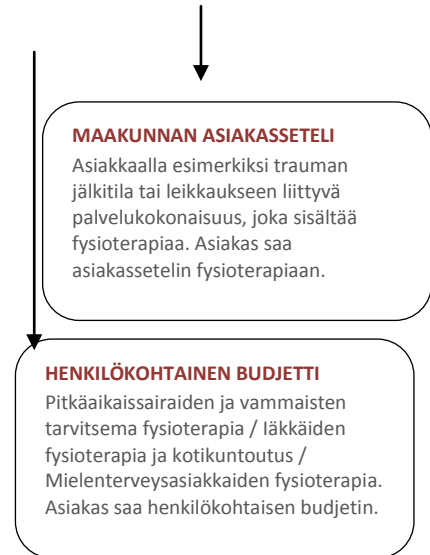 MAAKUNNAN ASIAKASSETELI
Asiakkaalla esimerkiksi trauman
jälkitila tai leikkaukseen liittyvä
palvelukokonaisuus, joka sisältää
fysioterapiaa. Asiakas saa
asiakassetelin fysioterapiaan.
HENKILÖKOHTAINEN BUDJETTI
Pitkäaikaissairaiden ja vammaisten
tarvitsema fysioterapia / Iäkkäiden
fysioterapia ja kotikuntoutus /
Mielenterveysasiakkaiden fysioterapia.
Asiakas saa henkilökohtaisen budjetin.